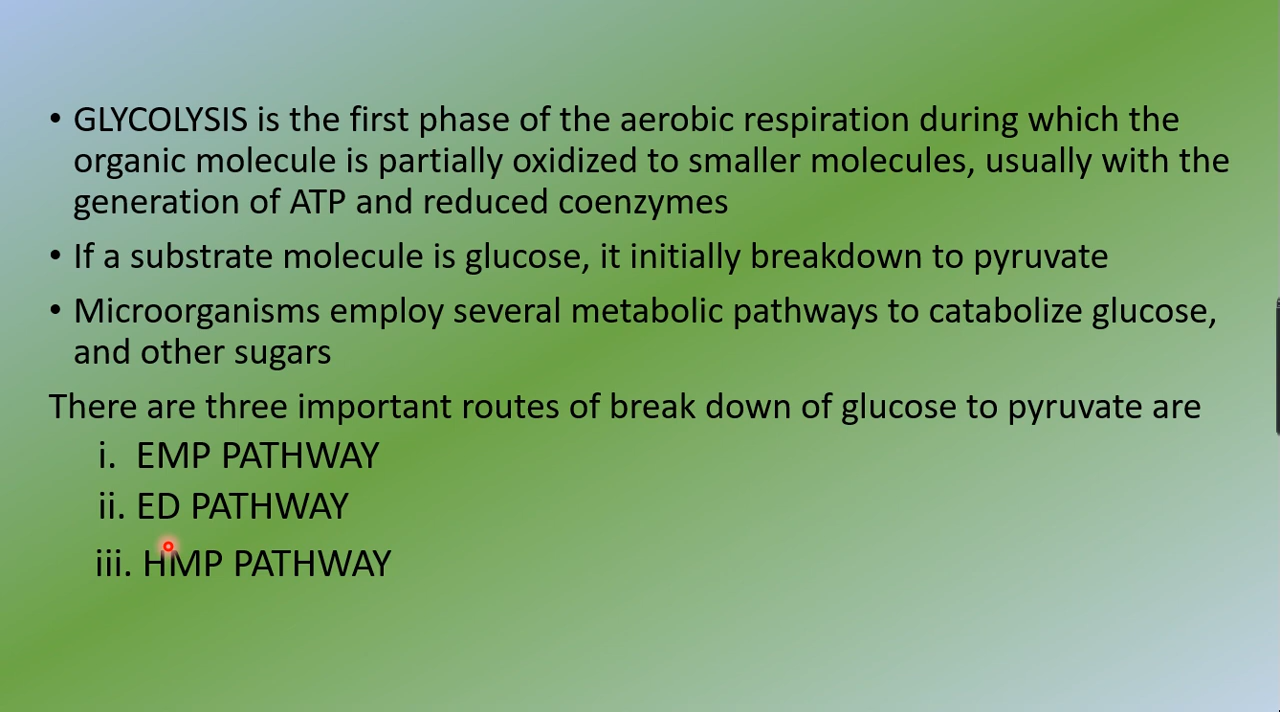 • GLYCOLYSIS is the first phase of the aerobic respiration during which the
organic molecule is partially oxidized to smaller molecules, usually with the
generation of ATP and reduced coenzymes
• If a substrate molecule is glucose, it initially breakdown to pyruvate
• Microorganisms employ several metabolic pathways to catabolize glucose,
and other sugars
There are three important routes of break down of glucose to pyruvate are
i. EMP PATHWAY
ii. ED PATHWAY
iii. HMP PATHWAY